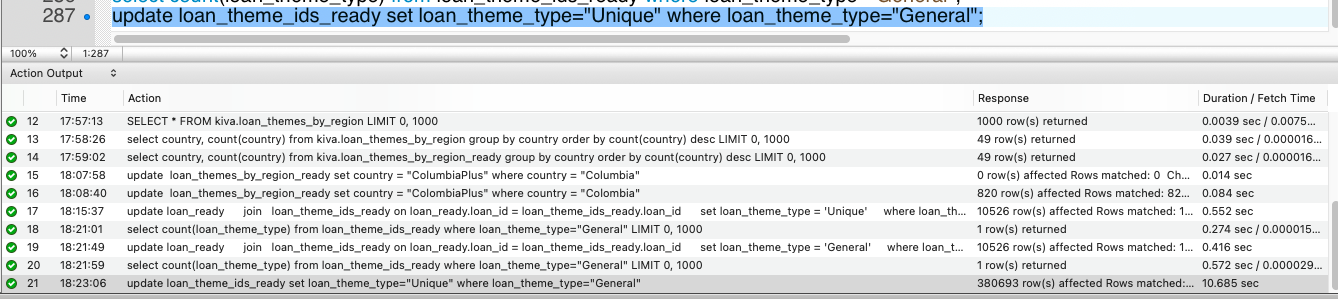 select count(loan_theme_type) from loan_theme_ids_ready where loan_theme_type="General";
287 update loan_theme_ids_ready set loan_theme_type="Unique" where loan_theme_type="General";
100% 1:287
Action Output
Time Action Response Duration / Fetch Time
12 17:57:13 SELECT * FROM kiva.loan_themes_by_region LIMIT 0, 1000 1000 row(s) returned 0.0039 sec / 0.0075...
13 17:58:26 select country, count(country) from kiva.loan_themes_by_region group by country order by count(country) desc LIMIT 0, 1000 49 row(s) returned 0.039 sec / 0.000016...
14 17:59:02 select country, count(country) from kiva.loan_themes_by_region_ready group by country order by count(country) desc LIMIT 0, 1000 49 row(s) returned 0.027 sec / 0.000016...
15 18:07:58 update loan_themes_by_region_ready set country = "ColumbiaPlus" where country = "Columbia" 0 row(s) affected Rows matched: 0 Ch... 0.014 sec
16 18:08:40 update loan_themes_by_region_ready set country = "ColumbiaPlus" where country = "Colombia" 820 row(s) affected Rows matched: 82... 0.084 sec
17 18:15:37 update loan_ready join loan_theme_ids_ready on loan_ready.loan_id = loan_theme_ids_ready.loan_id set loan_theme_type = 'Unique' where loan_th... 10526 row(s) affected Rows matched: 1... 0.552 sec
18 18:21:01 select count(loan_theme_type) from loan_theme_ids_ready where loan_theme_type="General" LIMIT 0, 1000 1 row(s) returned 0.274 sec / 0.000015...
19 18:21:49 update loan_ready join loan_theme_ids_ready on loan_ready.loan_id = loan_theme_ids_ready.loan_id set loan_theme_type = 'General' where loan_t... 10526 row(s) affected Rows matched: 1... 0.416 sec
20 18:21:59 select count(loan_theme_type) from loan_theme_ids_ready where loan_theme_type="General" LIMIT 0, 1000 1 row(s) returned 0.572 sec / 0.000029...
21 18:23:06 update loan_theme_ids_ready set loan_theme_type="Unique" where loan_theme_type="General" 380693 row(s) affected Rows matched:... 10.685 sec